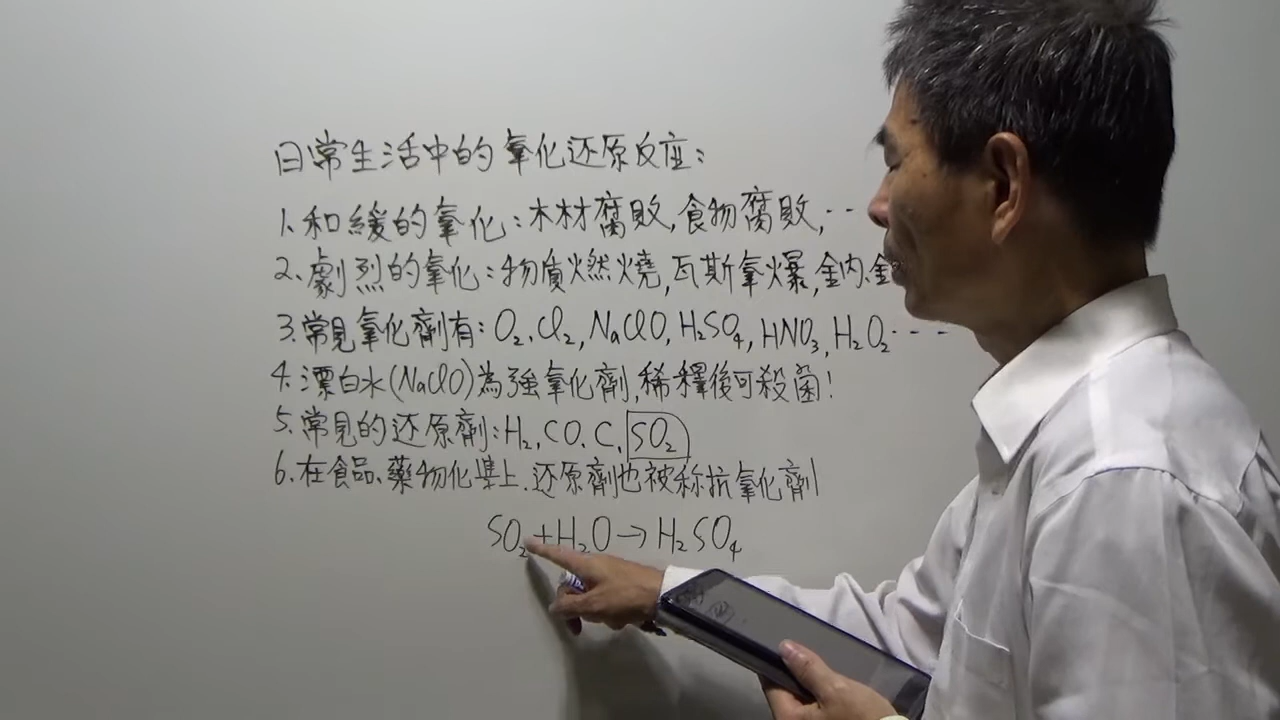 日常生活中的氧化还原反应:
1.和緩的氧化:木材腐敗,食物腐敗,...
2.劇烈的氧化:物質燃燒,瓦斯氣爆,
3.常見氧化劑有:O₂,Cl₂,NaClO,H₂SO₄,HNO₃,H₂O₂....
4.漂白水(NaClO)為強氧化劑,稀釋後可殺菌!
5.常見的还原劑:H₂,CO,C,SO₂
6.在食品、藥物化學上.还原劑也被称抗氧化劑
SO₂+H₂O→H₂SO₄